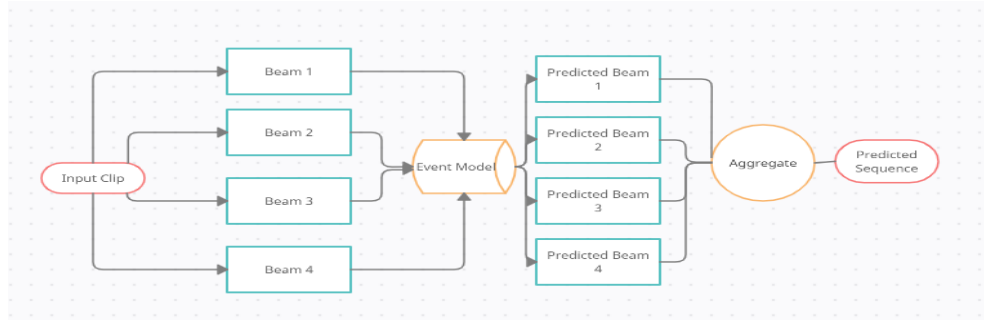 Input Clip
Beam 1
Beam 2
Beam 3
Beam 4
Event Model
Predicted Beam
1
Predicted Beam
2
Predicted Beam
3
Predicted Beam
4
Aggregate
Predicted
Sequence